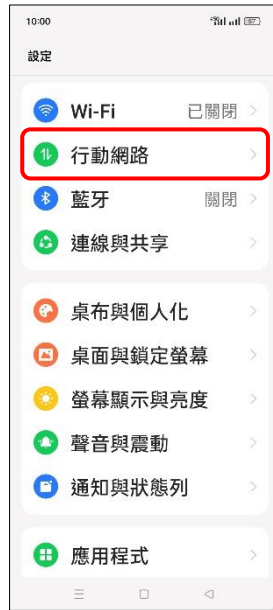 10:00
設定
Wi-Fi 已關閉
行動網路
藍牙 關閉
連線與共享
桌布與個人化
桌面與鎖定螢幕
螢幕顯示與亮度
聲音與震動
通知與狀態列
應用程式